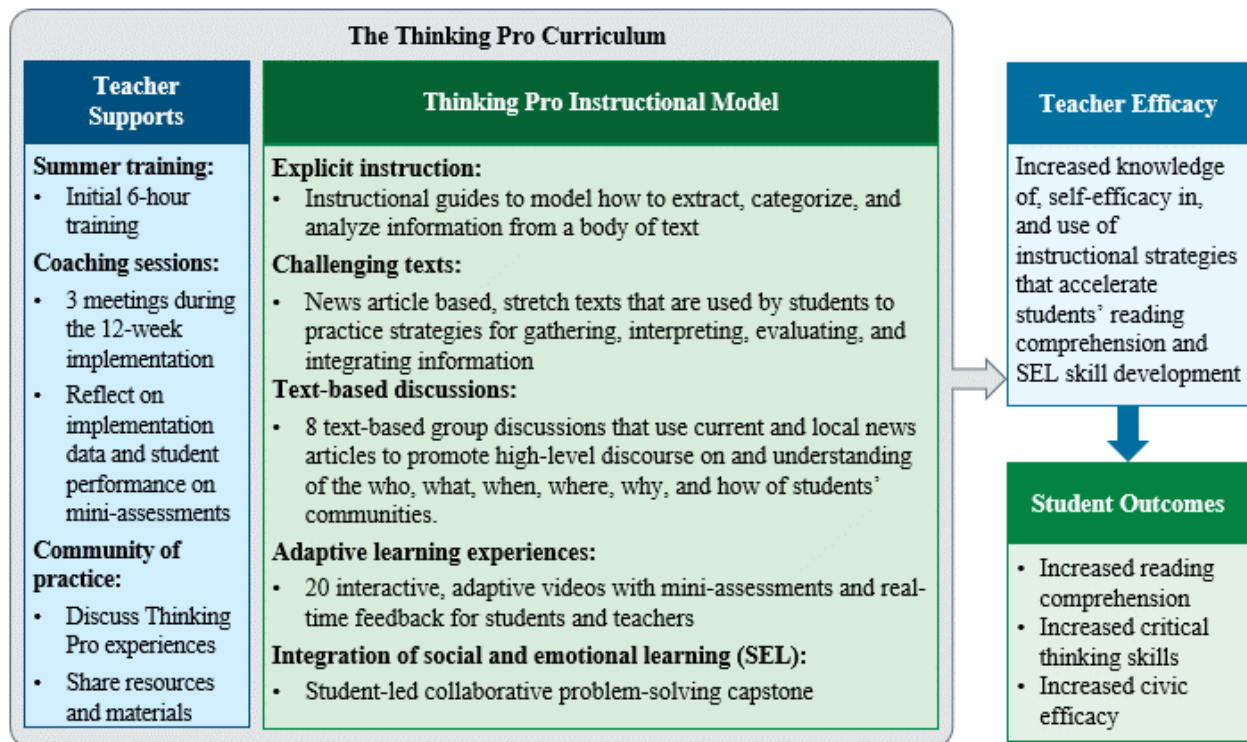 The Thinking Pro Curriculum
Teacher
Supports
Summer training:
• Initial 6-hour
training
Coaching sessions:
• 3 meetings during
the 12-week
implementation
• Reflect on
implementation
data and student
performance on
mini-assessments
Community of
practice:
• Discuss Thinking
Pro experiences
• Share resources
and materials
Thinking Pro Instructional Model
Explicit instruction:
• Instructional guides to model how to extract, categorize, and
analyze information from a body of text
Challenging texts:
• News article based, stretch texts that are used by students to
practice strategies for gathering, interpreting, evaluating, and
integrating information
Text-based discussions:
• 8 text-based group discussions that use current and local news
articles to promote high-level discourse on and understanding
of the who, what, when, where, why, and how of students’
communities.
Adaptive learning experiences:
• 20 interactive, adaptive videos with mini-assessments and real-
time feedback for students and teachers
Integration of social and emotional learning (SEL):
• Student-led collaborative problem-solving capstone
Teacher Efficacy
Increased knowledge
of, self-efficacy in,
and use of
instructional strategies
that accelerate
students’ reading
comprehension and
SEL skill development
Student Outcomes
• Increased reading
comprehension
• Increased critical
thinking skills
• Increased civic
efficacy